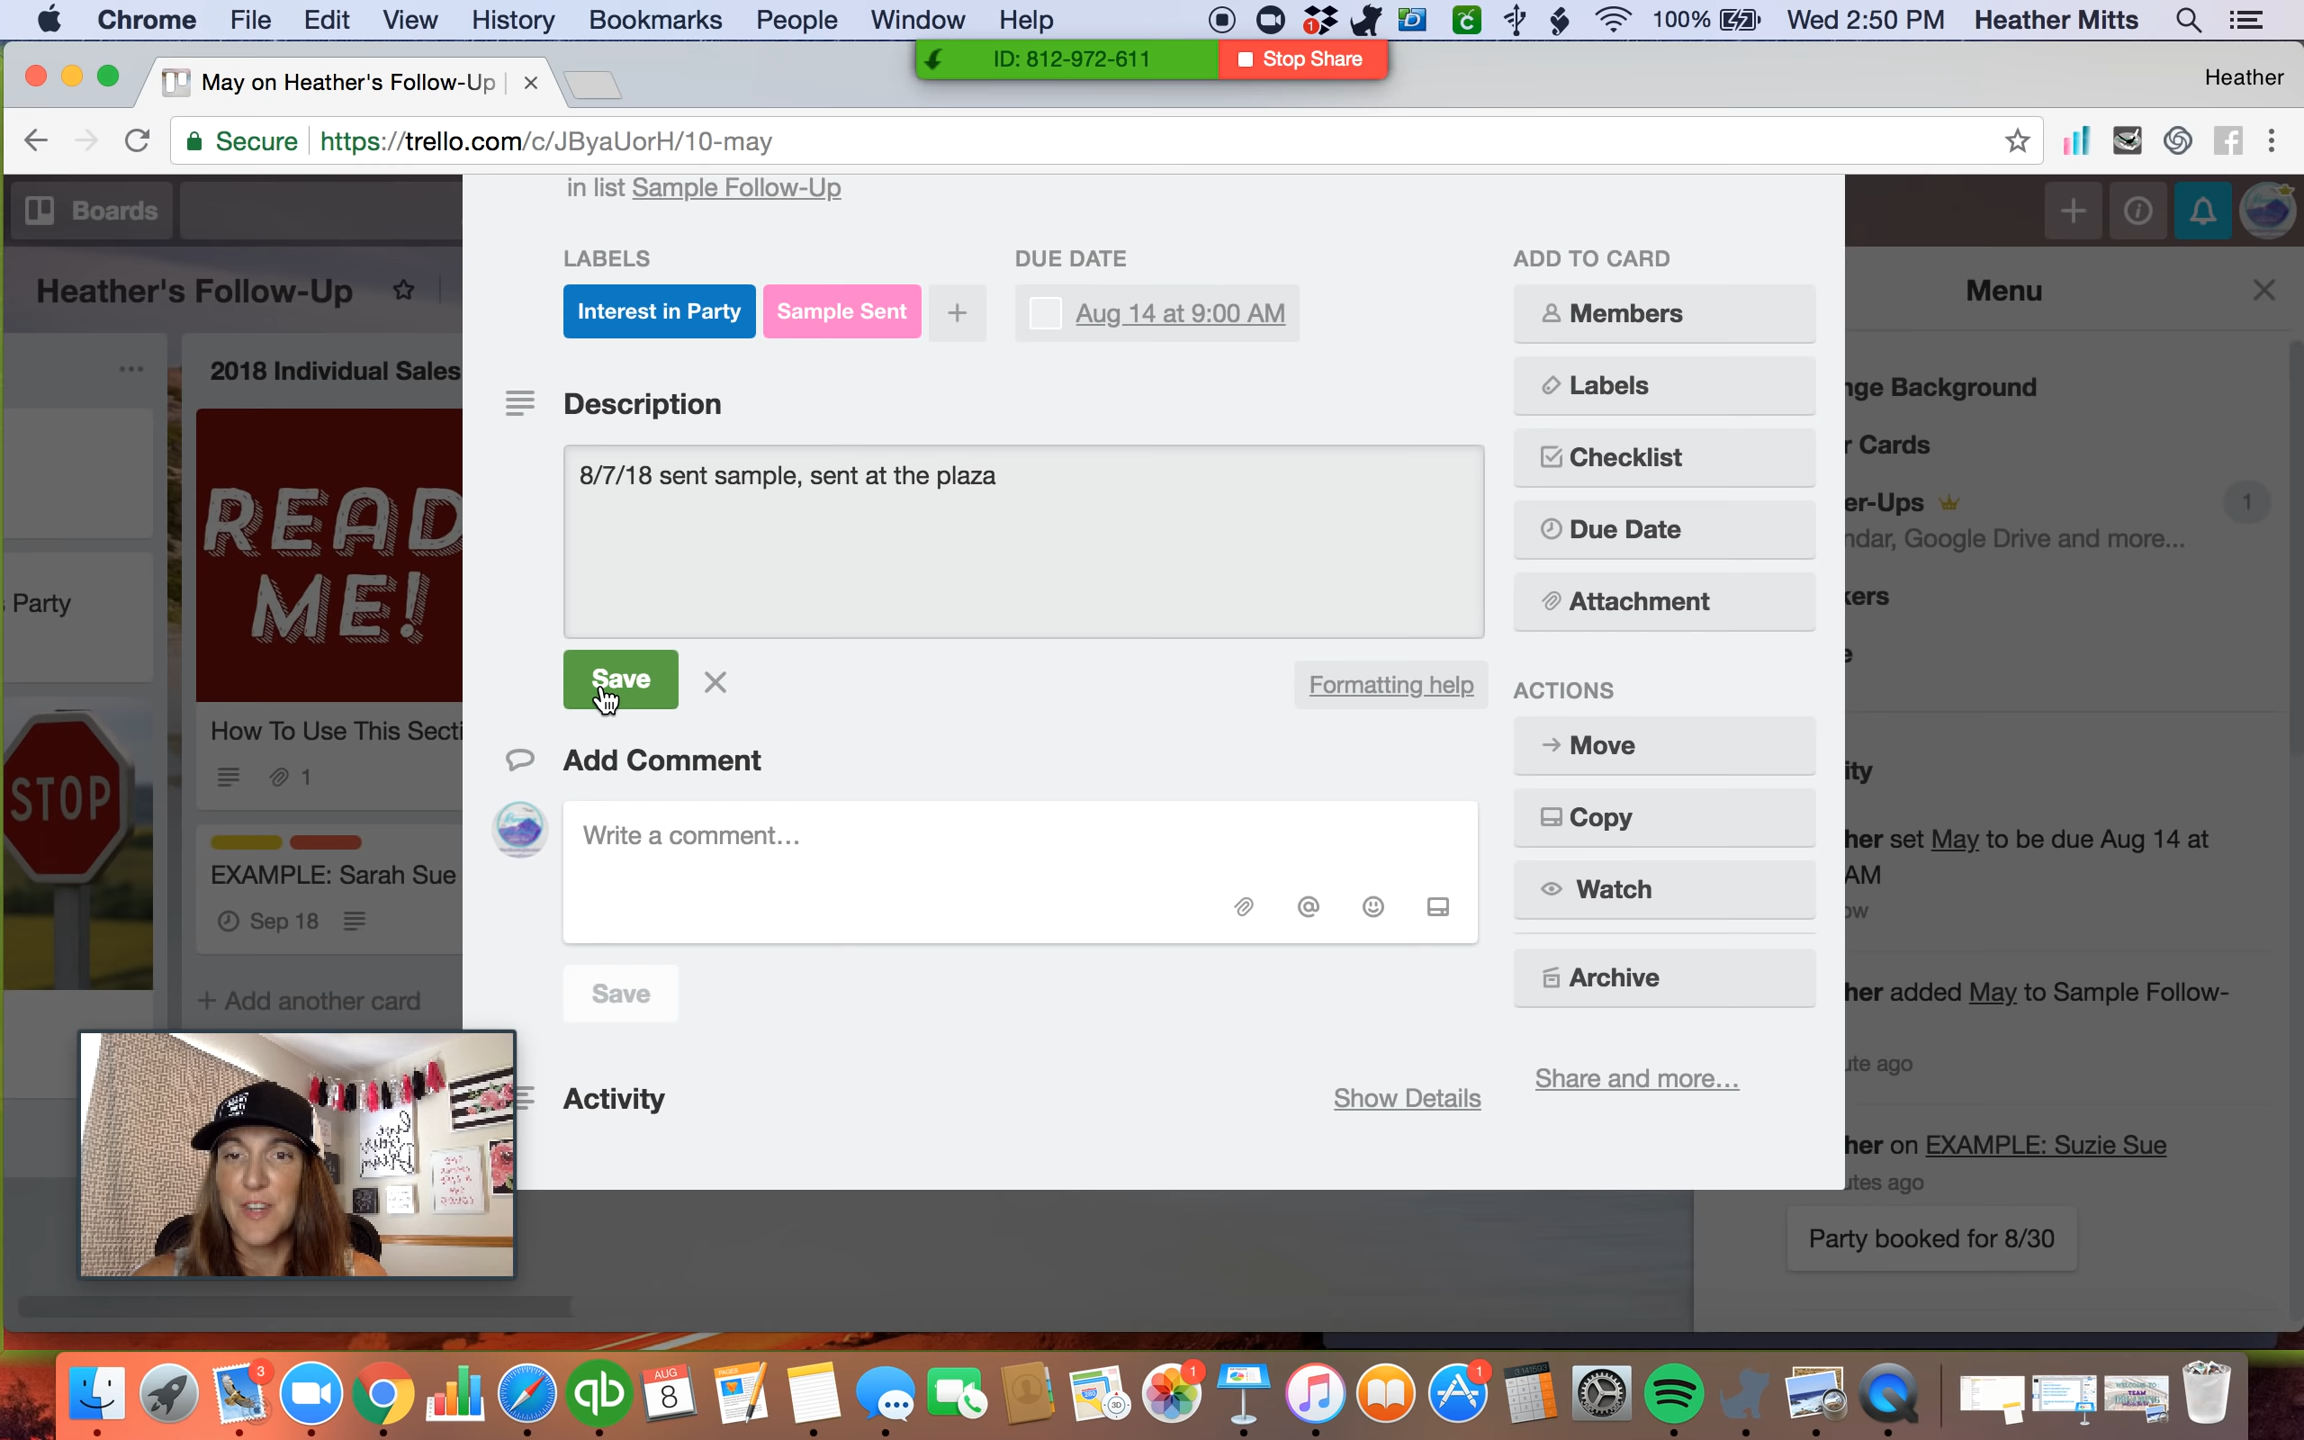 Chrome File Edit View History Bookmarks People Window Help
1 100% Wed 2:50 PM Heather Mitts
ID: 812-972-611 Stop Share
May on Heather's Follow-Up
Heather
Secure https://trello.com/c/JByaUorH/10-may
Boards
in list Sample Follow-Up
Heather's Follow-Up
Menu
LABELS
DUE DATE
ADD TO CARD
Interest in Party
Sample Sent
Aug 14 at 9:00 AM
Members
Labels
Checklist
Due Date
Attachment
Description
8/7/18 sent sample, sent at the plaza
Save
Formatting help
ACTIONS
Move
Copy
Watch
Archive
Share and more...
Add Comment
Write a comment...
Save
Activity
Show Details
Party
STOP
2018 Individual Sales
READ
ME!
How To Use This Secti
1
EXAMPLE: Sarah Sue
Sep 18
+ Add another card
nge Background
r Cards
er-Ups
1
ndar, Google Drive and more...
kers
e
ity
her set May to be due Aug 14 at
AM
ow
her added May to Sample Follow-
ute ago
her on EXAMPLE: Suzie Sue
utes ago
Party booked for 8/30
3
AUG
8
1
1